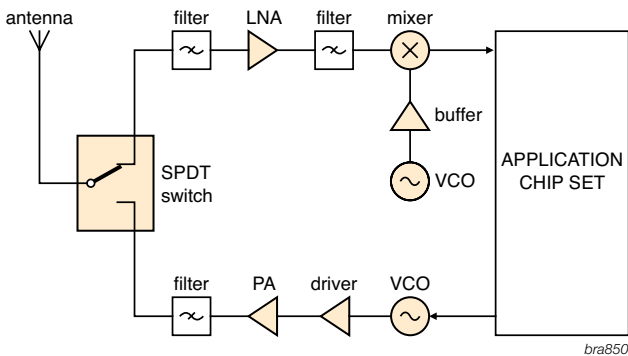 antenna
filter
LNA
filter
mixer
buffer
VCO
SPDT
switch
APPLICATION
CHIP SET
filter
PA
driver
VCO
bra850